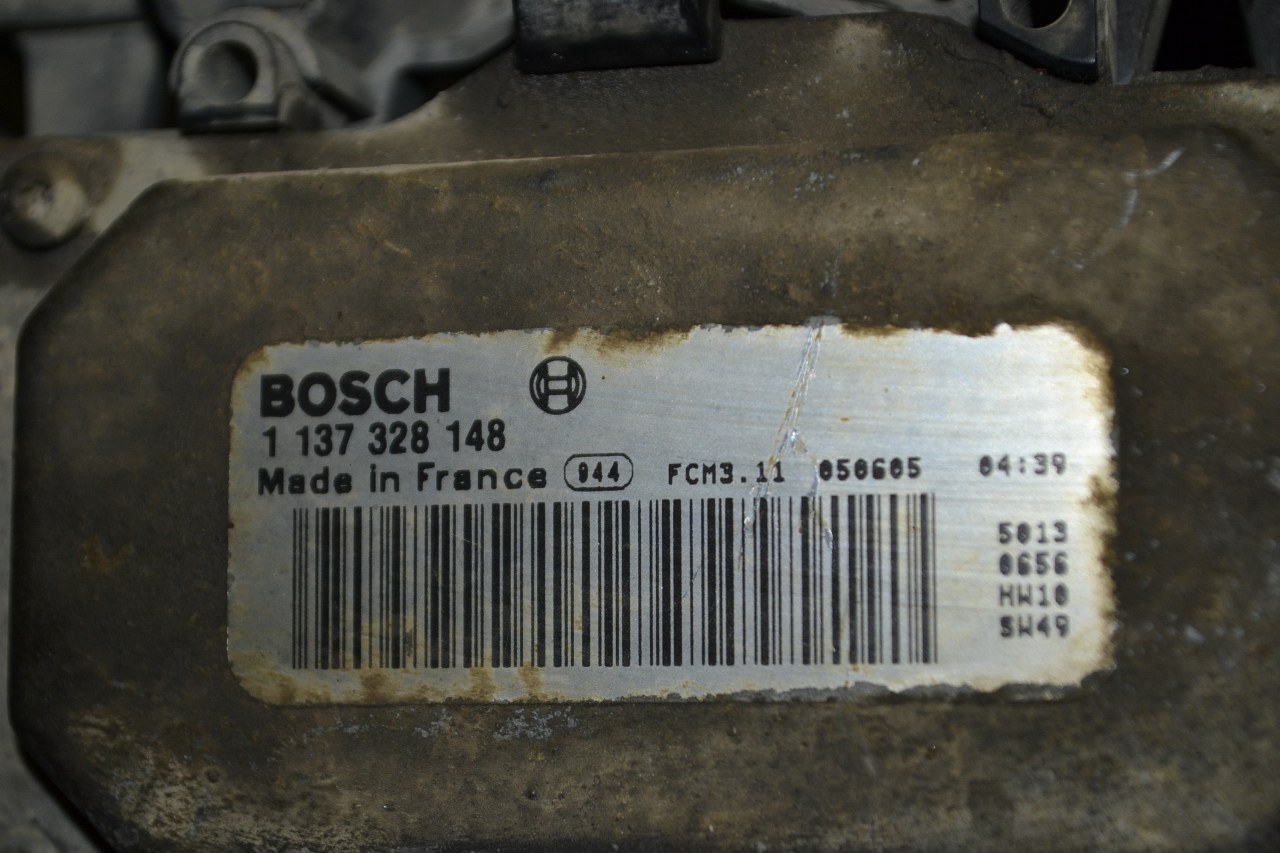 BOSCH
1 137 328 148
Made in France 944 FCM3.11 050605 04:39
5013
0656
HW10
SW49